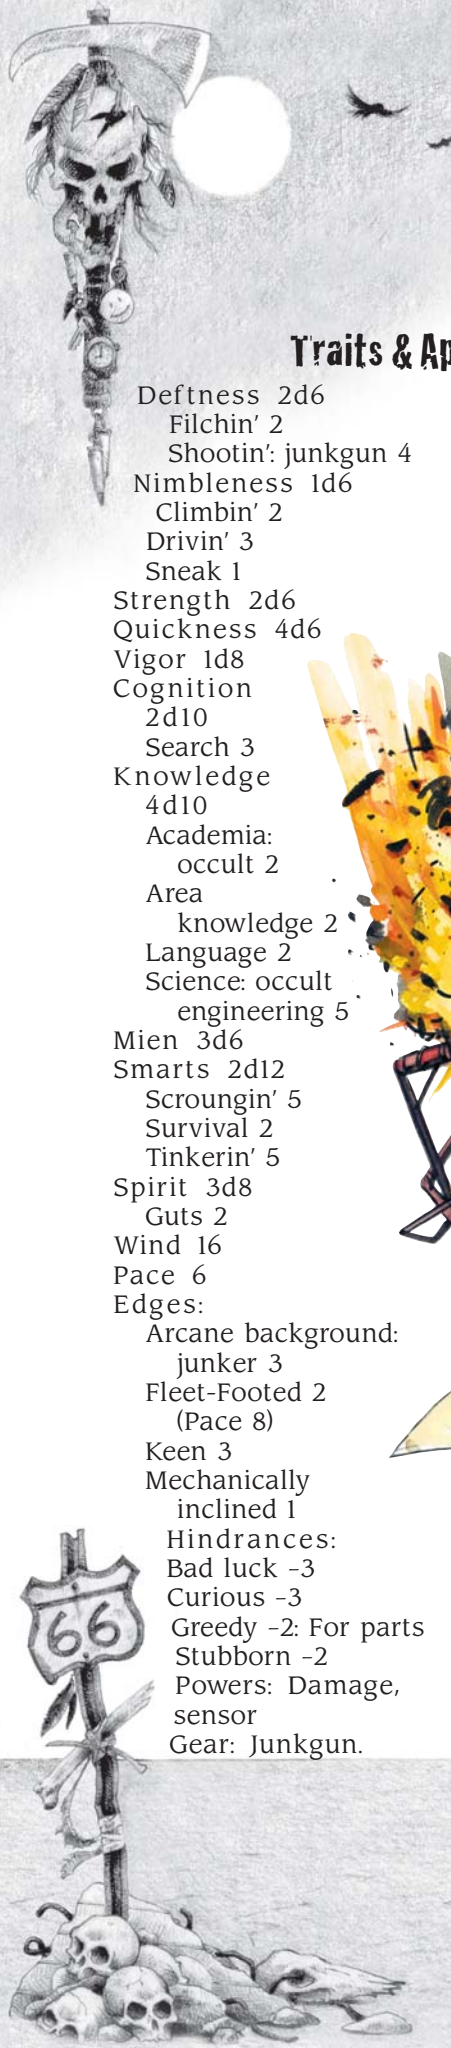 Traits & Ap
Deftness 2d6
Filchin’ 2
Shootin’: junkgun 4
Nimbleness 1d6
Climbin’ 2
Drivin’ 3
Sneak 1
Strength 2d6
Quickness 4d6
Vigor 1d8
Cognition
2d10
Search 3
Knowledge
4d10
Academia:
occult 2
Area
knowledge 2
Language 2
Science: occult
engineering 5
Mien 3d6
Smarts 2d12
Scroungin’ 5
Survival 2
Tinkerin’ 5
Spirit 3d8
Guts 2
Wind 16
Pace 6
Edges:
Arcane background:
junker 3
Fleet-Footed 2
(Pace 8)
Keen 3
Mechanically
inclined 1
Hindrances:
Bad luck –3
Curious –3
Greedy –2: For parts
Stubborn –2
Powers: Damage,
sensor
Gear: Junkgun.
66